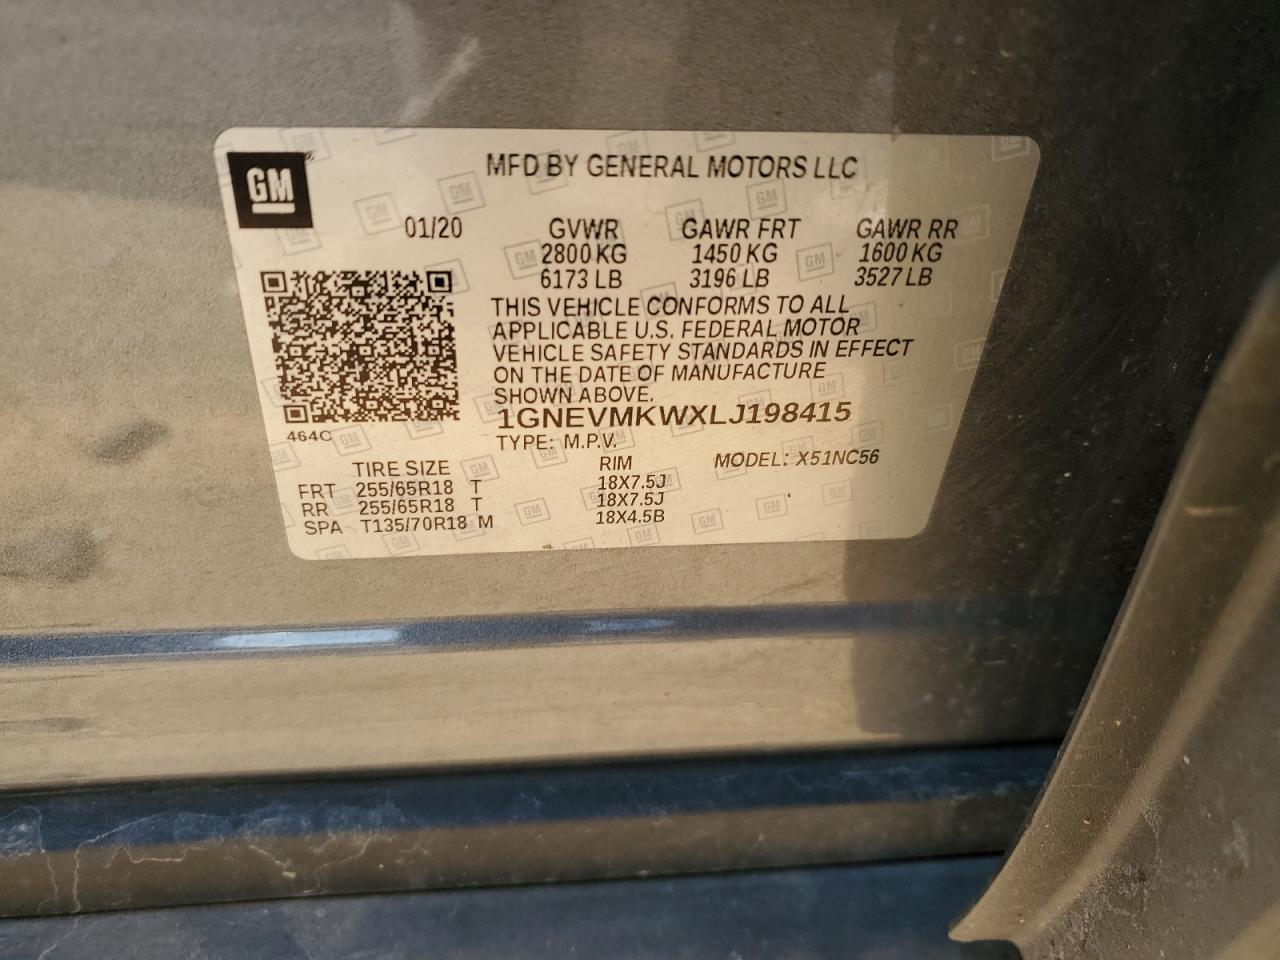 GM
MFD BY GENERAL MOTORS LLC
01/20 GVWR GAWR FRT GAWR RR
2800 KG 1450 KG 1600 KG
6173 LB 3196 LB 3527 LB
THIS VEHICLE CONFORMS TO ALL
APPLICABLE U.S. FEDERAL MOTOR
VEHICLE SAFETY STANDARDS IN EFFECT
ON THE DATE OF MANUFACTURE
SHOWN ABOVE.
1GNEVMKWXLJ198415
464C
TYPE: M.P.V.
MODEL: X51NC56
TIRE SIZE RIM
FRT 255/65R18 T 18X7.5J
RR 255/65R18 T 18X7.5J
SPA T135/70R18 M 18X4.5B